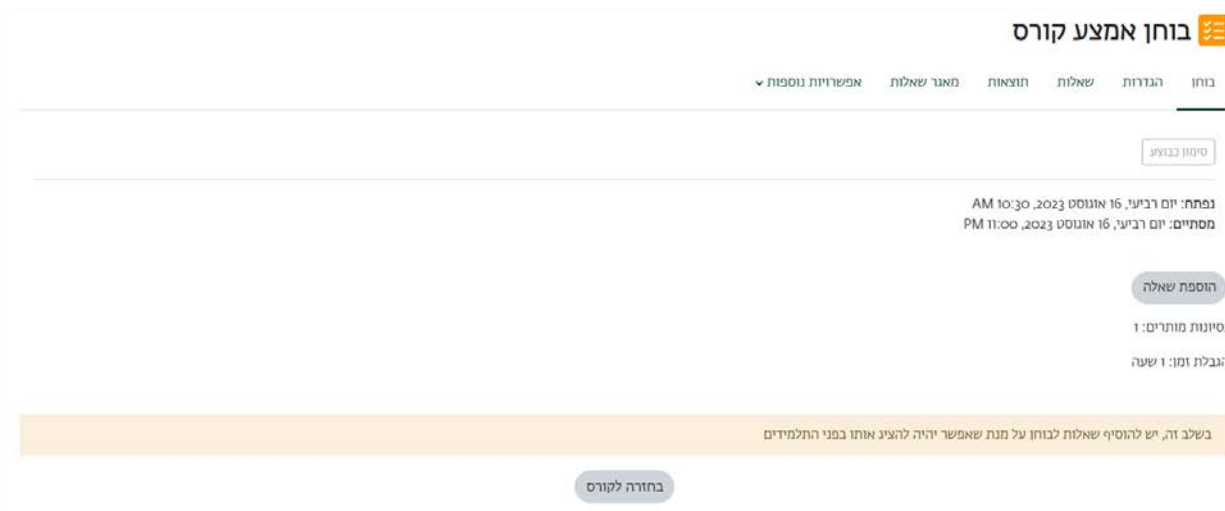 בוחן אמצע קורס
בוחן הגדרות שאלות תוצאות מאגר שאלות אפשרויות נוספות
סימון כבוצע
נפתח: יום רביעי, 16 אוגוסט 2023, 10:30 AM
מסתיים: יום רביעי, 16 אוגוסט 2023, 11:00 PM
הוספת שאלה
נסיונות מותרים: 1
הגבלת זמן: 1 שעה
בשלב זה, יש להוסיף שאלות לבוחן על מנת שאפשר יהיה להציג אותו בפני התלמידים
בחזרה לקורס